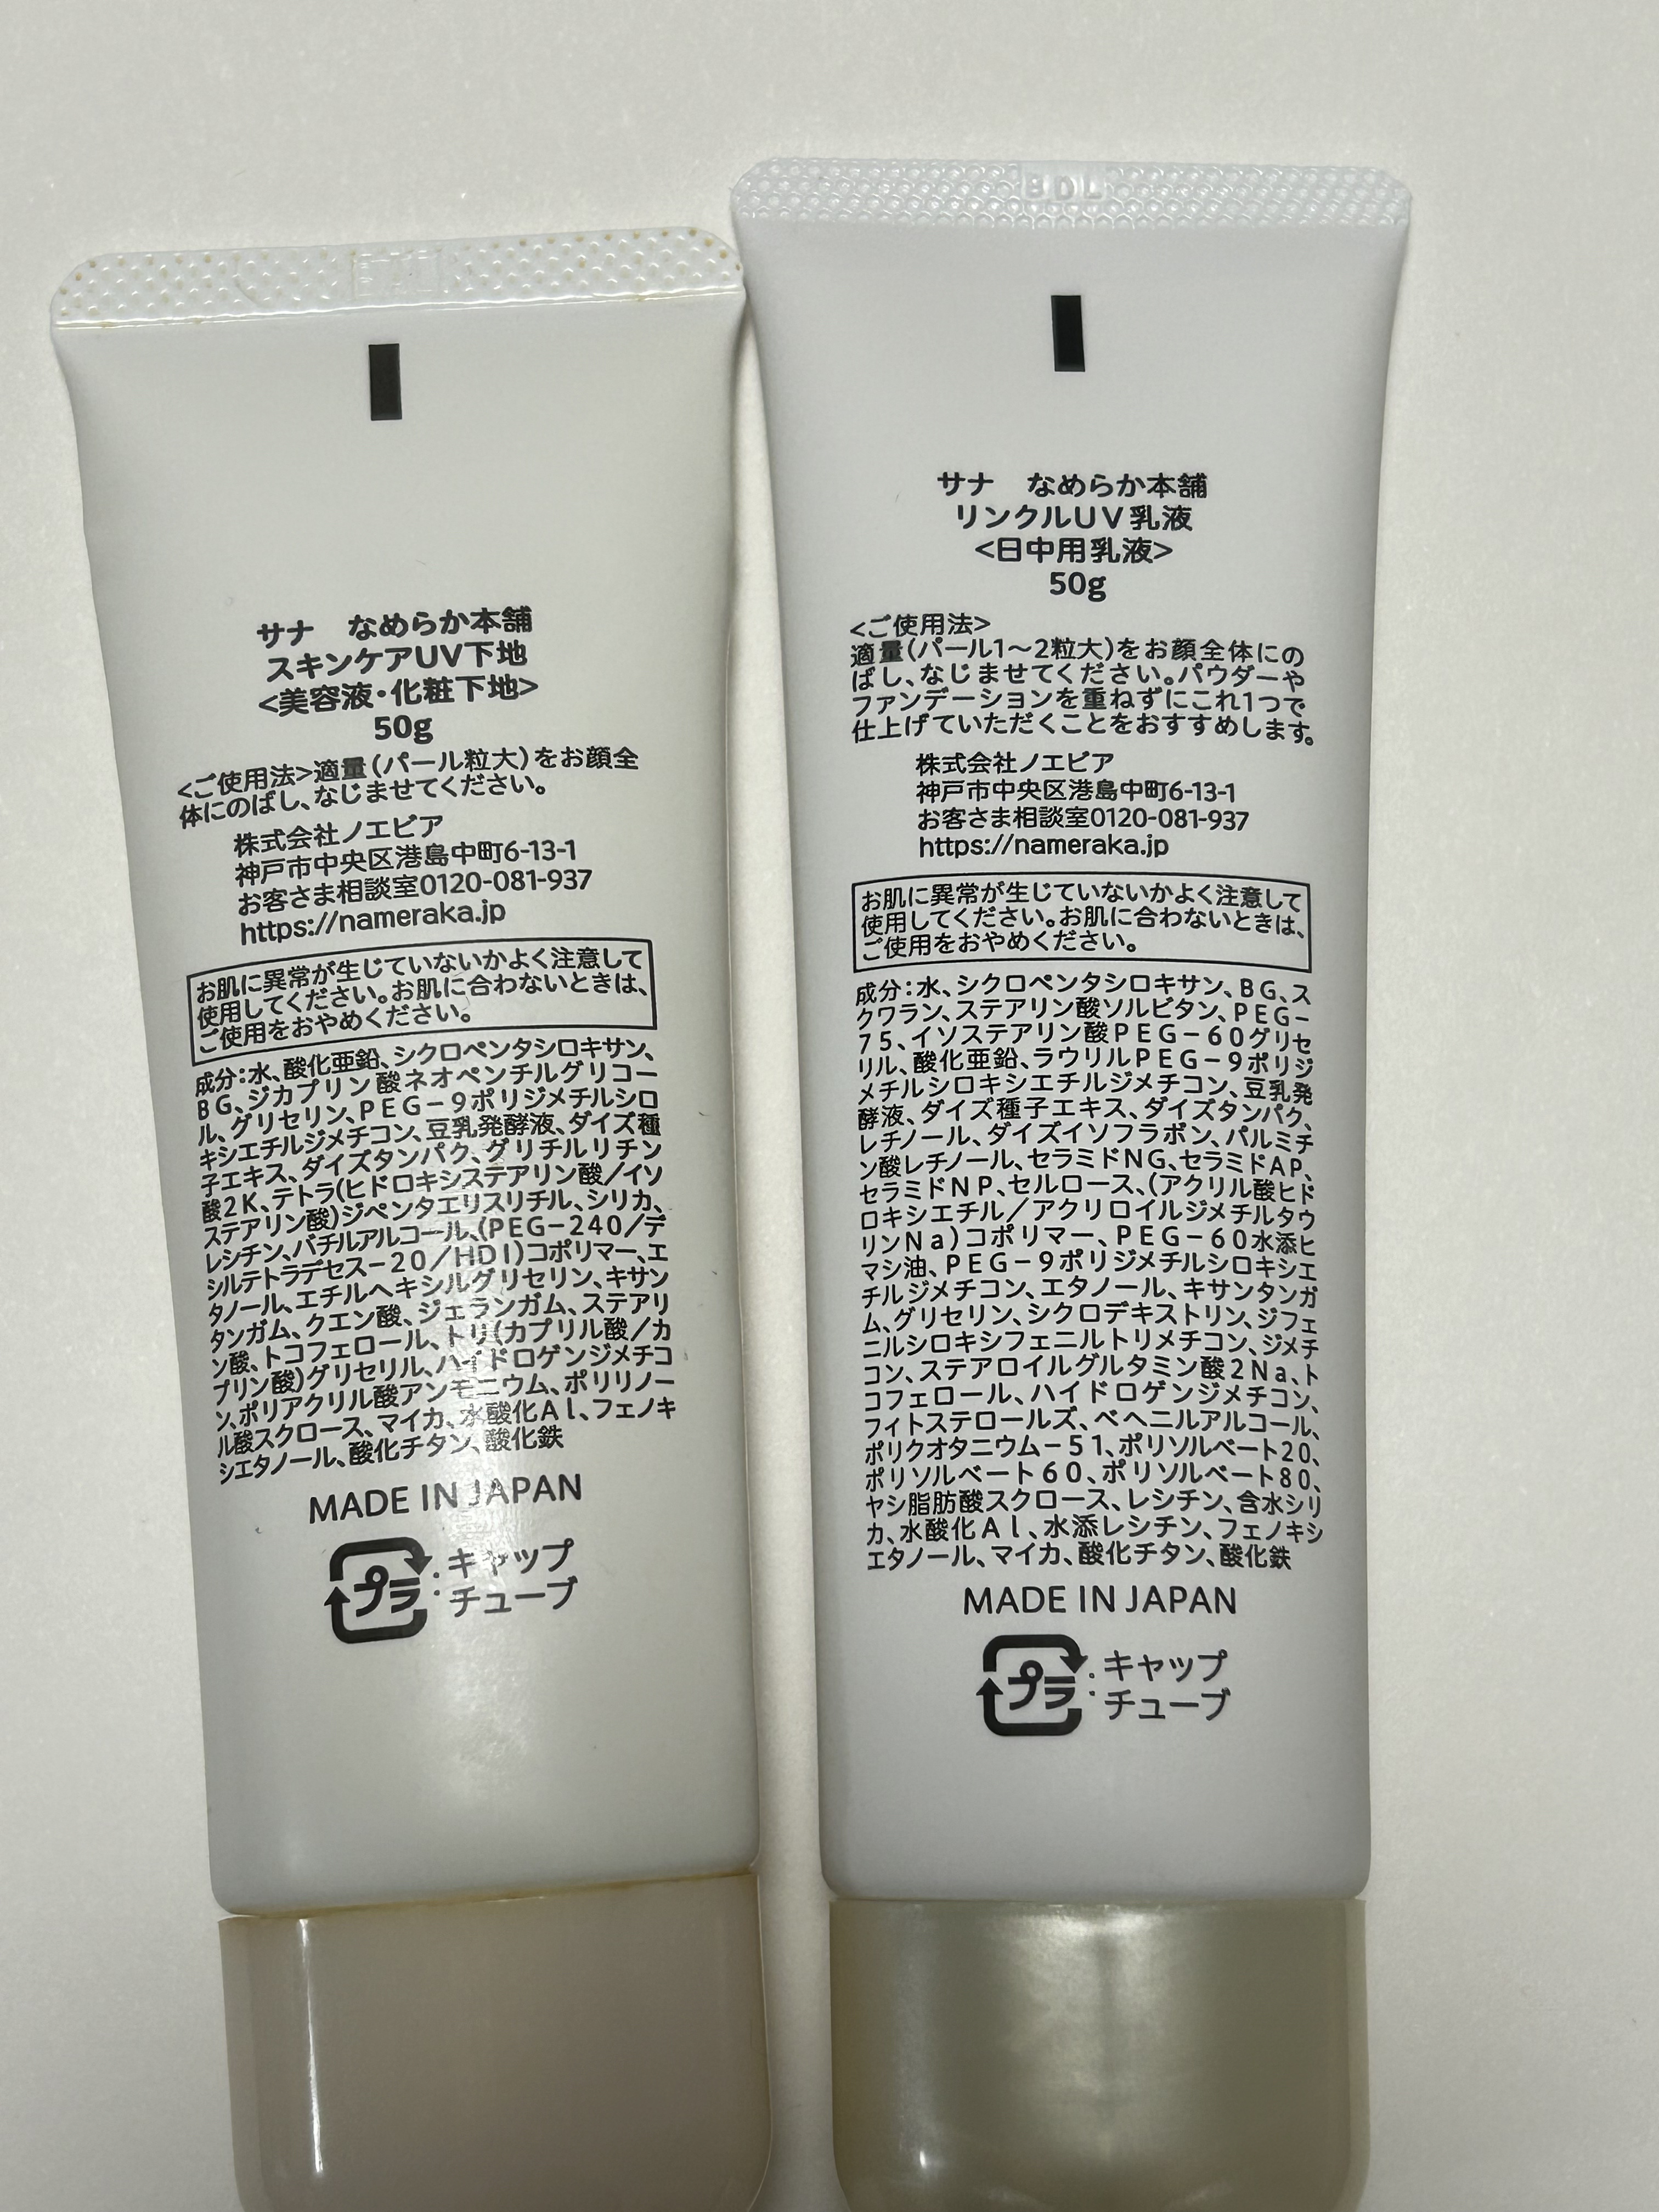 サナ　なめらか本舗
スキンケアUV下地
<美容液・化粧下地>
50g
<ご使用法>適量(パール粒大)をお顔全
体にのばし、なじませてください。
株式会社ノエビア
神戸市中央区港島中町6-13-1
お客さま相談室0120-081-937
https://nameraka.jp
お肌に異常が生じていないかよく注意して
使用してください。お肌に合わないときは、
ご使用をおやめください。
成分：水、酸化亜鉛、シクロペンタシロキサン、
BG、ジカプリン酸ネオペンチルグリコー
ル、グリセリン、PEG－9ポリジメチルシロ
キシエチルジメチコン、豆乳発酵液、ダイズ種
子エキス、ダイズタンパク、グリチルリチン
酸2K、テトラ(ヒドロキシステアリン酸／イソ
ステアリン酸)ジペンタエリスリチル、シリカ、
レシチン、バチルアルコール、(PEG－240／デ
シルテトラデセス－20／HDI)コポリマー、エ
タノール、エチルヘキシルグリセリン、キサン
タンガム、クエン酸、ジェランガム、ステアリ
ン酸、トコフェロール、トリ(カプリル酸／カ
プリン酸)グリセリル、ハイドロゲンジメチコ
ン、ポリアクリル酸アンモニウム、ポリリノー
ル酸スクロース、マイカ、水酸化Al、フェノキ
シエタノール、酸化チタン、酸化鉄
MADE IN JAPAN
プラ：キャップ
チューブ
BDL
サナ　なめらか本舗
リンクルUV乳液
<日中用乳液>
50g
<ご使用法>
適量(パール1～2粒大)をお顔全体にの
ばし、なじませてください。パウダーや
ファンデーションを重ねずにこれ1つで
仕上げていただくことをおすすめします。
株式会社ノエビア
神戸市中央区港島中町6-13-1
お客さま相談室0120-081-937
https://nameraka.jp
お肌に異常が生じていないかよく注意して
使用してください。お肌に合わないときは、
ご使用をおやめください。
成分：水、シクロペンタシロキサン、BG、ス
クワラン、ステアリン酸ソルビタン、PEG－
75、イソステアリン酸PEG－60グリセ
リル、酸化亜鉛、ラウリルPEG－9ポリジ
メチルシロキシエチルジメチコン、豆乳発
酵液、ダイズ種子エキス、ダイズタンパク、
レチノール、ダイズイソフラボン、パルミチ
ン酸レチノール、セラミドNG、セラミドAP、
セラミドNP、セルロース、(アクリル酸ヒド
ロキシエチル／アクリロイルジメチルタウ
リンNa)コポリマー、PEG－60水添ヒ
マシ油、PEG－9ポリジメチルシロキシエ
チルジメチコン、エタノール、キサンタンガ
ム、グリセリン、シクロデキストリン、ジフェ
ニルシロキシフェニルトリメチコン、ジメチ
コン、ステアロイルグルタミン酸2Na、ト
コフェロール、ハイドロゲンジメチコン、
フィトステロールズ、ベヘニルアルコール、
ポリクオタニウム－51、ポリソルベート20、
ポリソルベート60、ポリソルベート80、
ヤシ脂肪酸スクロース、レシチン、含水シリ
カ、水酸化Al、水添レシチン、フェノキシ
エタノール、マイカ、酸化チタン、酸化鉄
MADE IN JAPAN
プラ：キャップ
チューブ